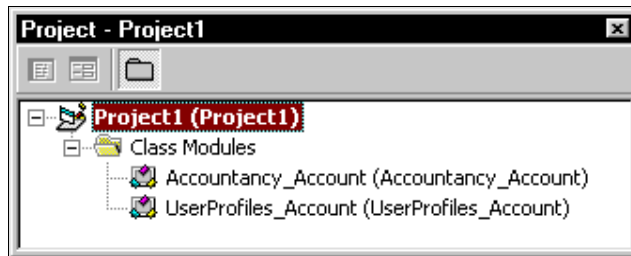 Project - Project1
Project1 (Project1)
Class Modules
Accountancy_Account (Accountancy_Account)
UserProfiles_Account (UserProfiles_Account)